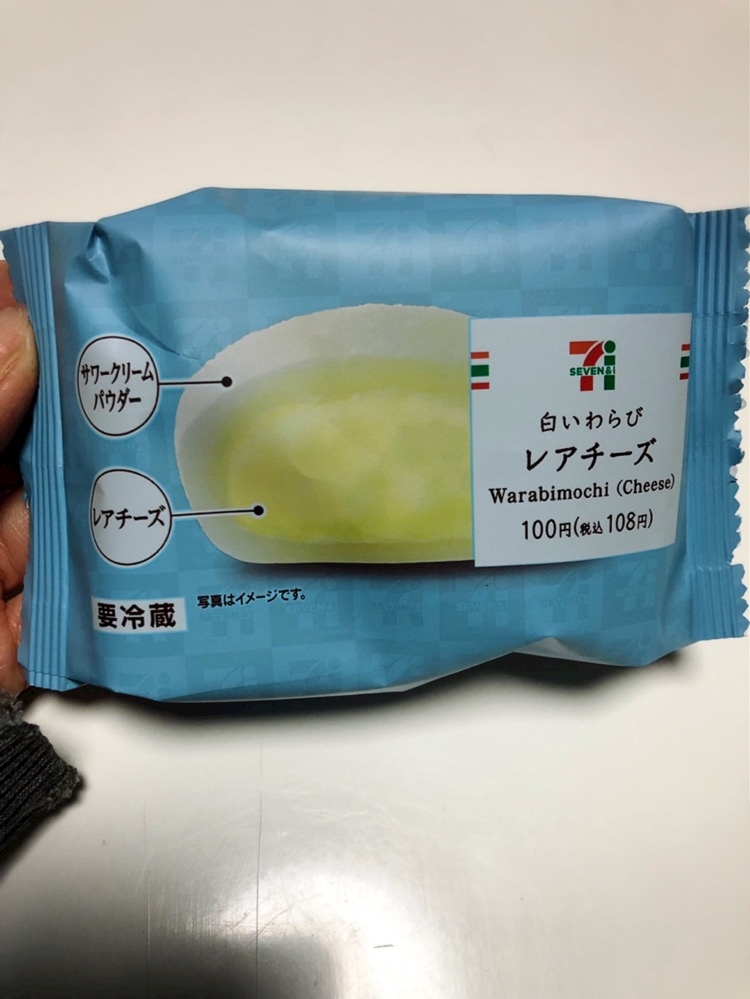 サワークリーム
パウダー
レアチーズ
要冷蔵
写真はイメージです。
SEVEN&i
白いわらび
レアチーズ
Warabimochi (Cheese)
100円(税込108円)